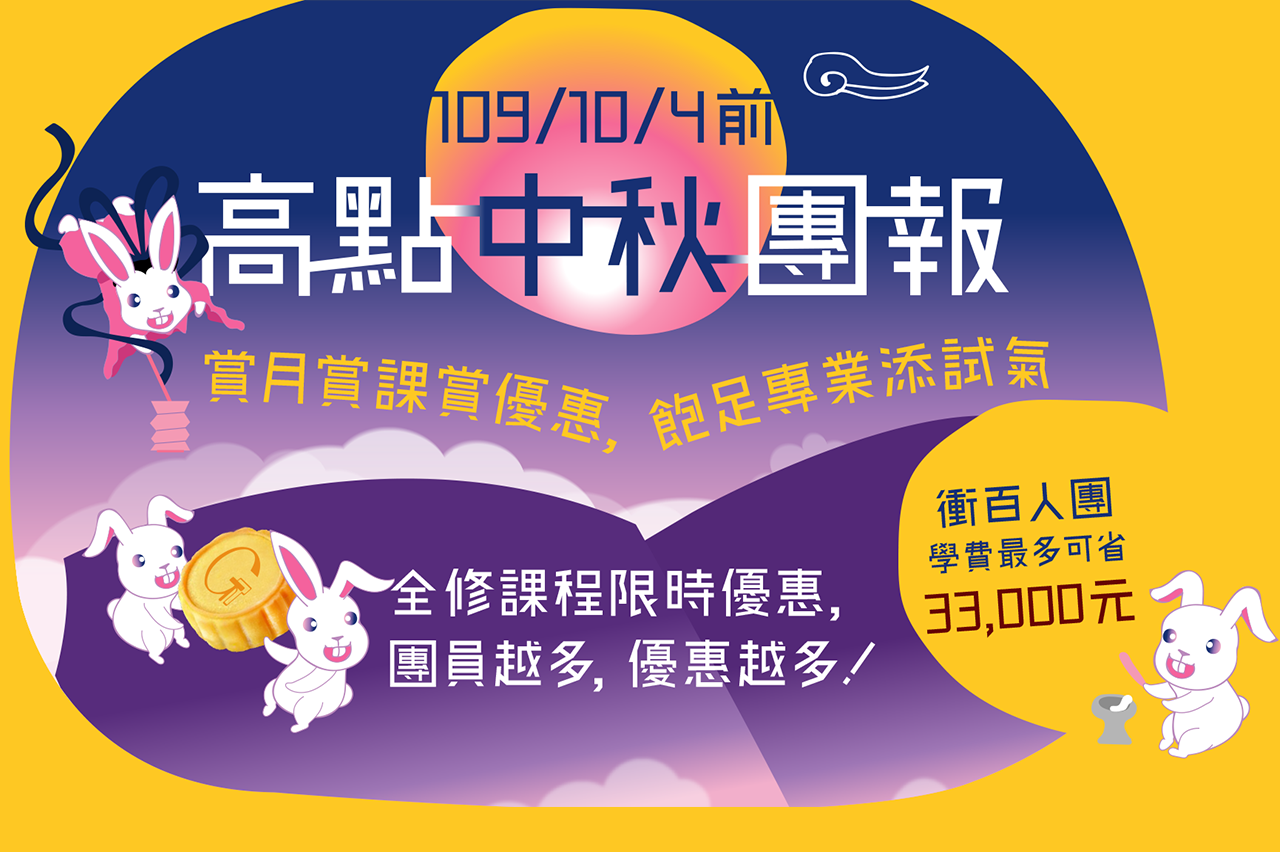 109/10/4前
高點中秋團報
賞月賞課賞優惠, 飽足專業添試氣
衝百人團
學費最多可省
33,000元
全修課程限時優惠,
團員越多, 優惠越多!